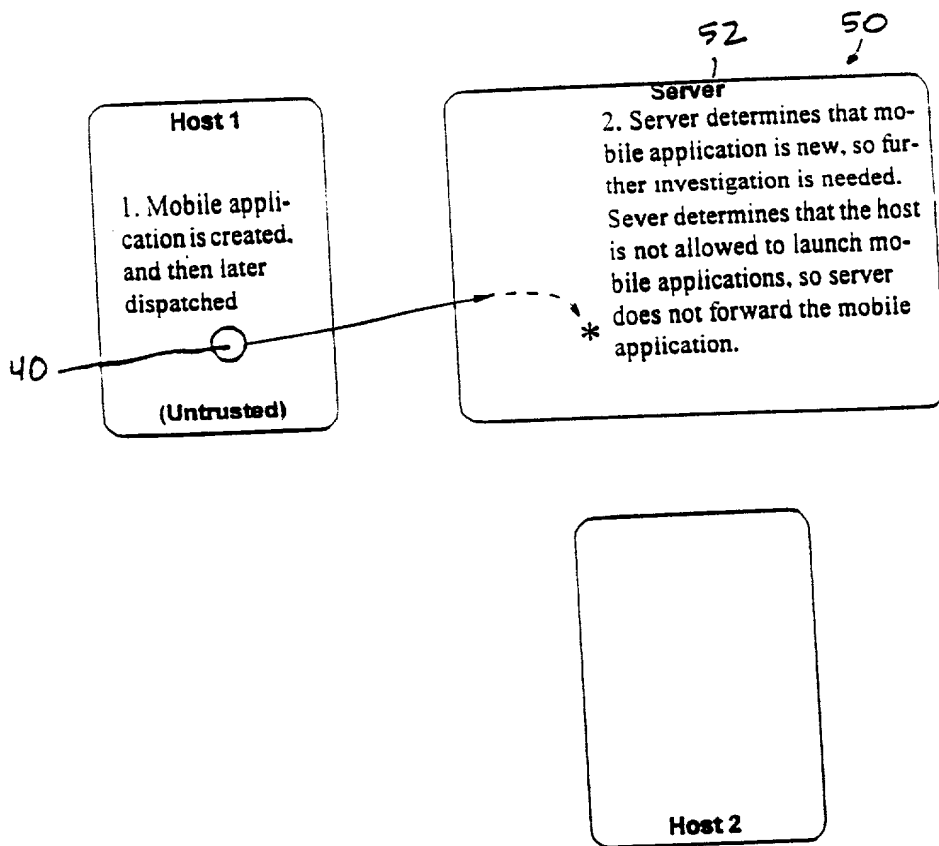 52
50
Host 1
1. Mobile appli-
cation is created,
and then later
dispatched
40
(Untrusted)
Server
2. Server determines that mo-
bile application is new, so fur-
ther investigation is needed.
Sever determines that the host
is not allowed to launch mo-
bile applications, so server
does not forward the mobile
application.
*
Host 2